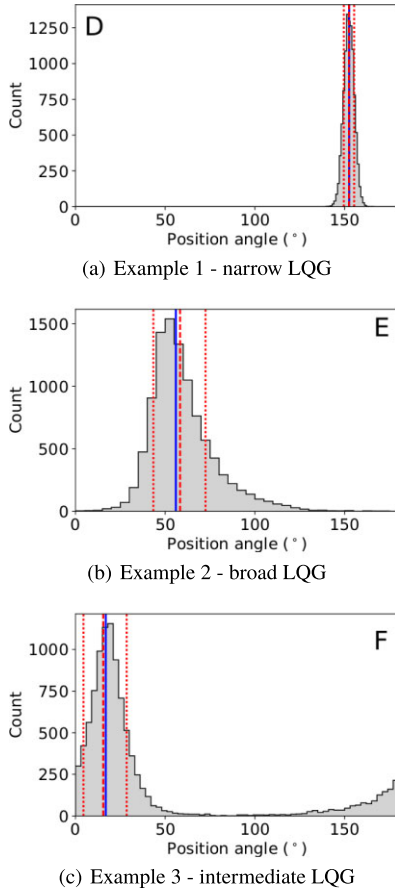 D
1250
1000
750
500
250
0
Count
0 50 100 150
Position angle (°)
(a) Example 1 - narrow LQG
E
1500
1000
500
0
Count
0 50 100 150
Position angle (°)
(b) Example 2 - broad LQG
F
1000
750
500
250
0
Count
0 50 100 150
Position angle (°)
(c) Example 3 - intermediate LQG